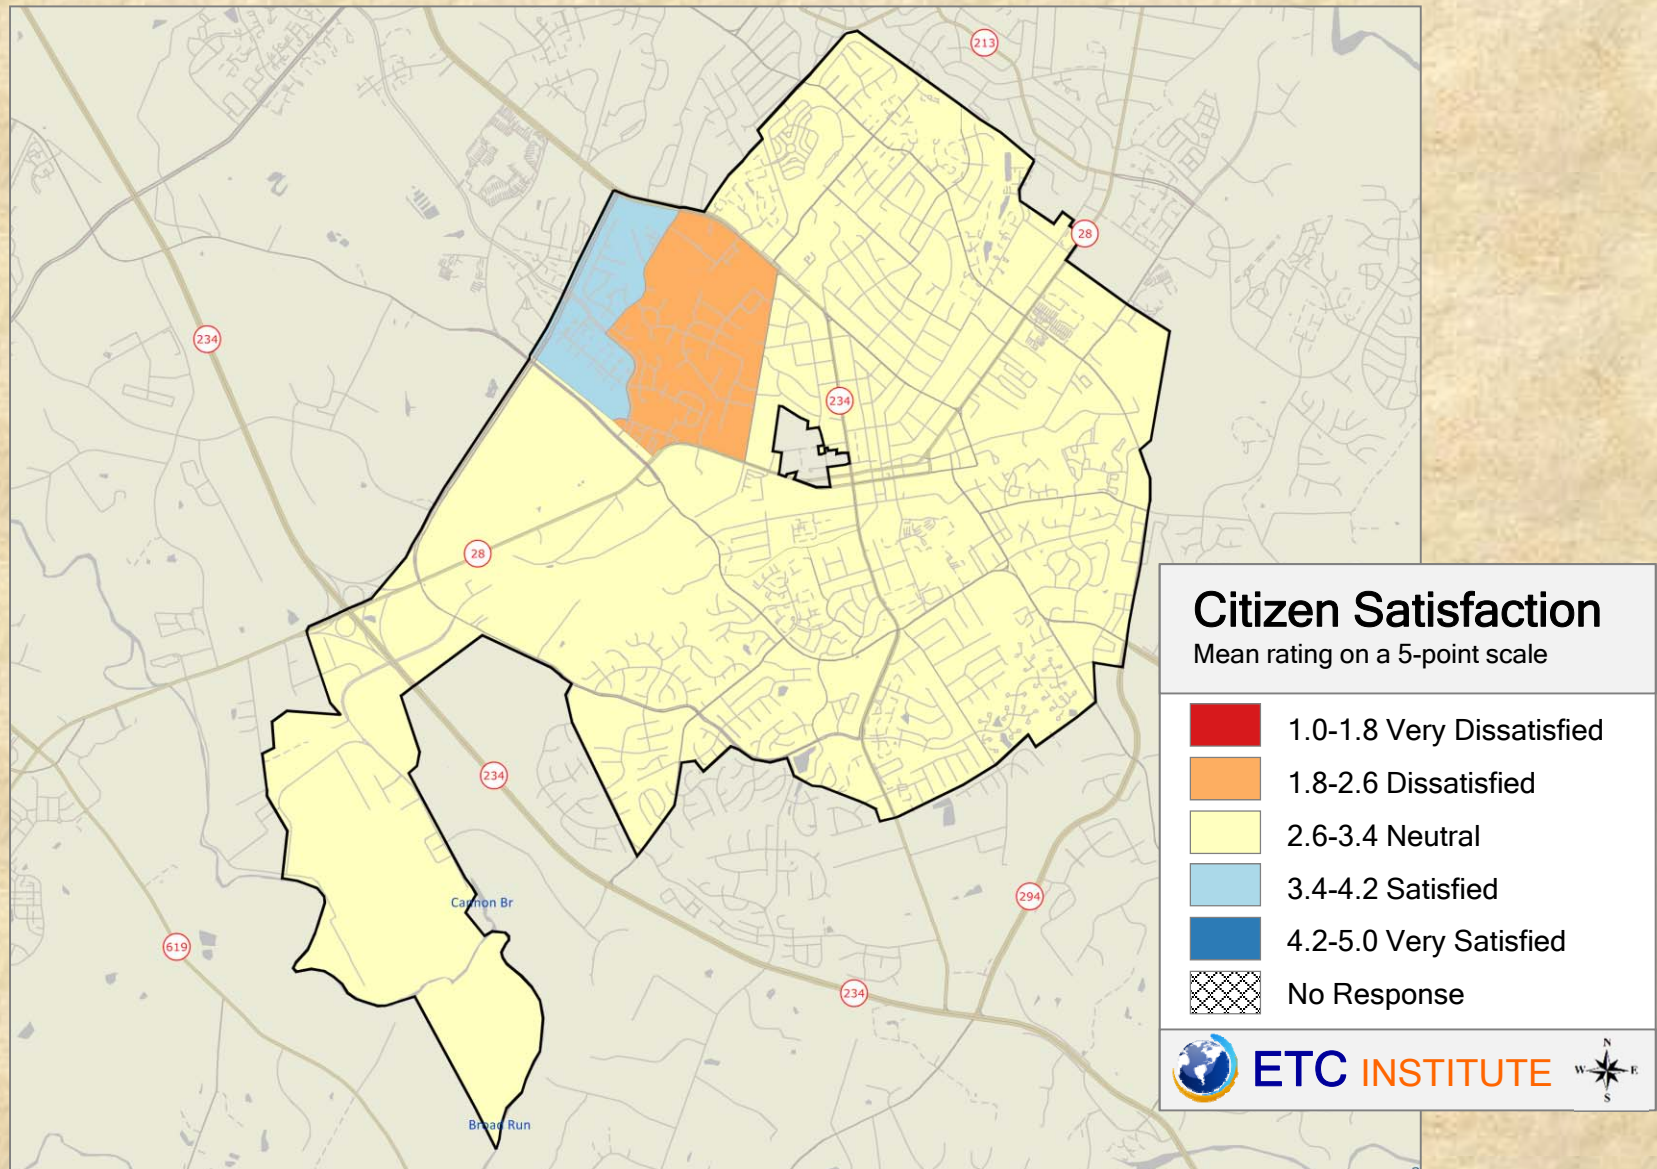 213
28
234
234
28
234
Cannon Br
294
619
234
Broad Run
Citizen Satisfaction
Mean rating on a 5-point scale
1.0-1.8 Very Dissatisfied
1.8-2.6 Dissatisfied
2.6-3.4 Neutral
3.4-4.2 Satisfied
4.2-5.0 Very Satisfied
No Response
ETC INSTITUTE
N
W E
S